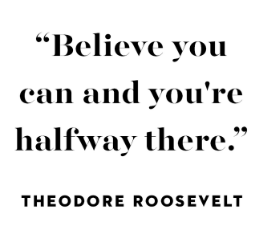 “Believe you
can and you're
halfway there.”
THEODORE ROOSEVELT